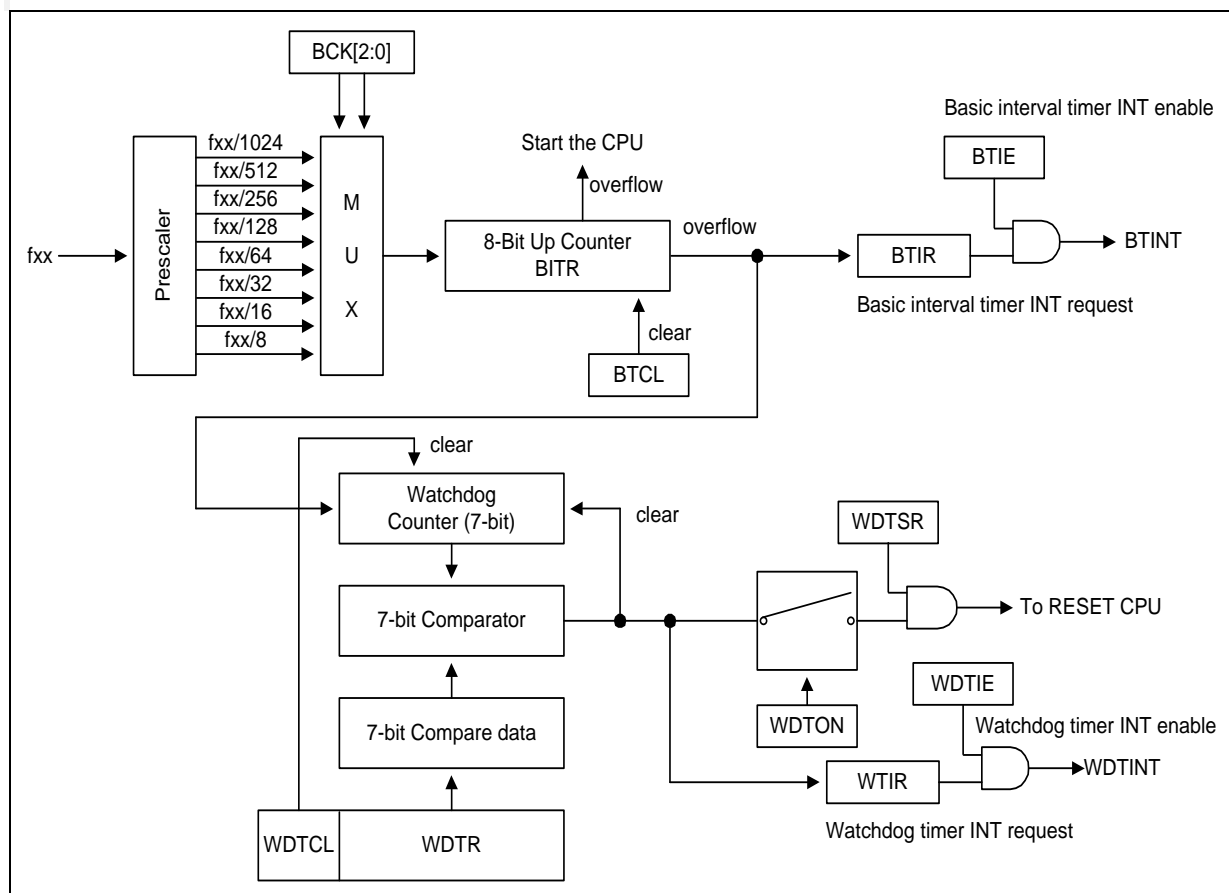 BCK[2:0]
Basic interval timer INT enable
fxx/1024
Start the CPU
BTIE
fxx/512
overflow
fxx/256
M
fxx/128
overflow
fxx
Prescaler
fxx/64
U
8-Bit Up Counter
BITR
BTIR
BTINT
fxx/32
fxx/16
X
Basic interval timer INT request
fxx/8
clear
BTCL
clear
Watchdog
Counter (7-bit)
clear
WDTSR
7-bit Comparator
To RESET CPU
WDTIE
7-bit Compare data
WDTON
Watchdog timer INT enable
WTIR
WDTINT
WDTCL
WDTR
Watchdog timer INT request